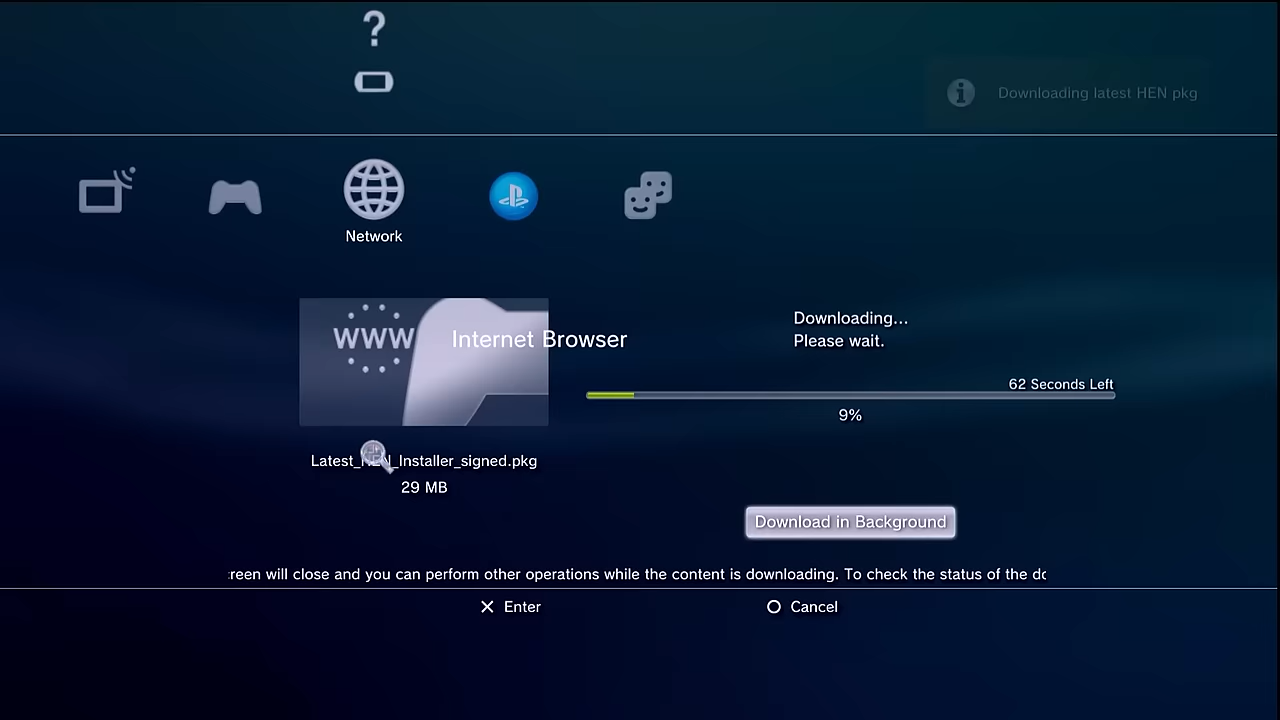 ?
Downloading latest HEN pkg
Network
WWW
Internet Browser
Downloading...
Please wait.
62 Seconds Left
9%
Latest_HEN_Installer_signed.pkg
29 MB
Download in Background
reen will close and you can perform other operations while the content is downloading. To check the status of the do
Enter
Cancel